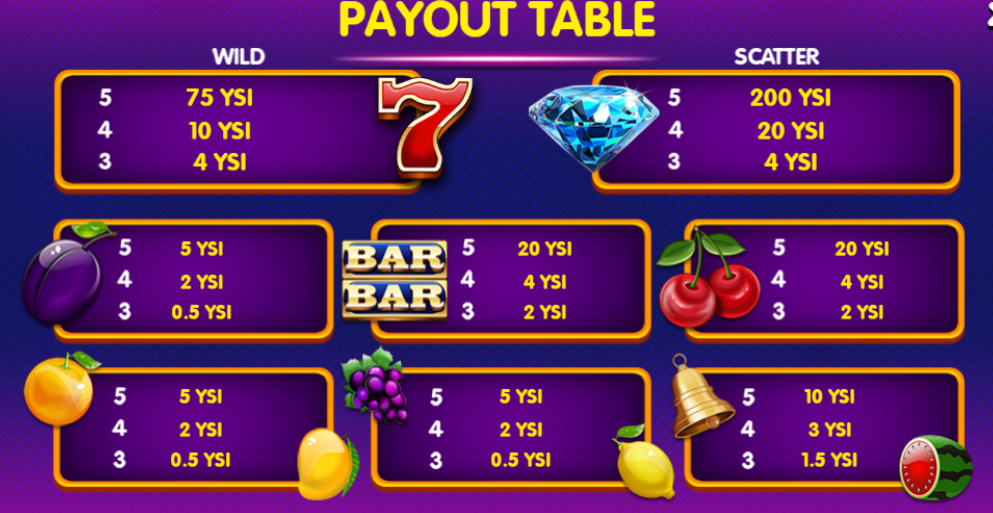 PAYOUT TABLE
WILD
5 75 YSI
4 10 YSI
3 4 YSI
7
SCATTER
5 200 YSI
4 20 YSI
3 4 YSI
5 5 YSI
4 2 YSI
3 0.5 YSI
BAR
BAR
5 20 YSI
4 4 YSI
3 2 YSI
5 20 YSI
4 4 YSI
3 2 YSI
5 5 YSI
4 2 YSI
3 0.5 YSI
5 5 YSI
4 2 YSI
3 0.5 YSI
5 10 YSI
4 3 YSI
3 1.5 YSI